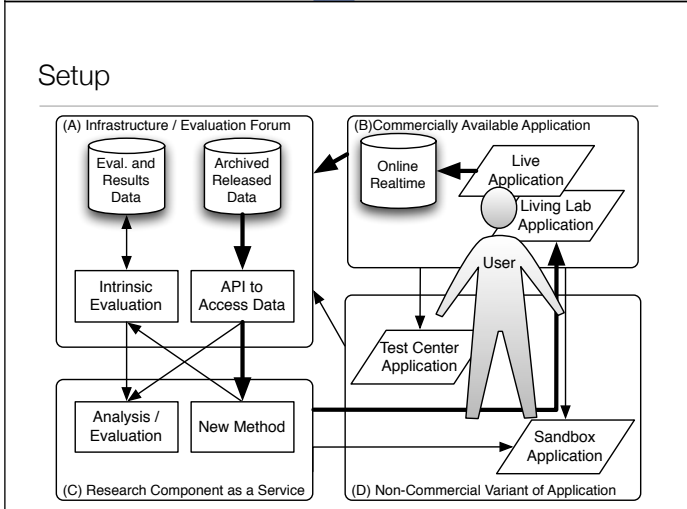 Setup
(A) Infrastructure / Evaluation Forum
(B)Commercially Available Application
Eval. and
Results
Data
Archived
Released
Data
Online
Realtime
Live
Application
Living Lab
Application
User
Intrinsic
Evaluation
API to
Access Data
Test Center
Application
Analysis /
Evaluation
New Method
Sandbox
Application
(C) Research Component as a Service
(D) Non-Commercial Variant of Application